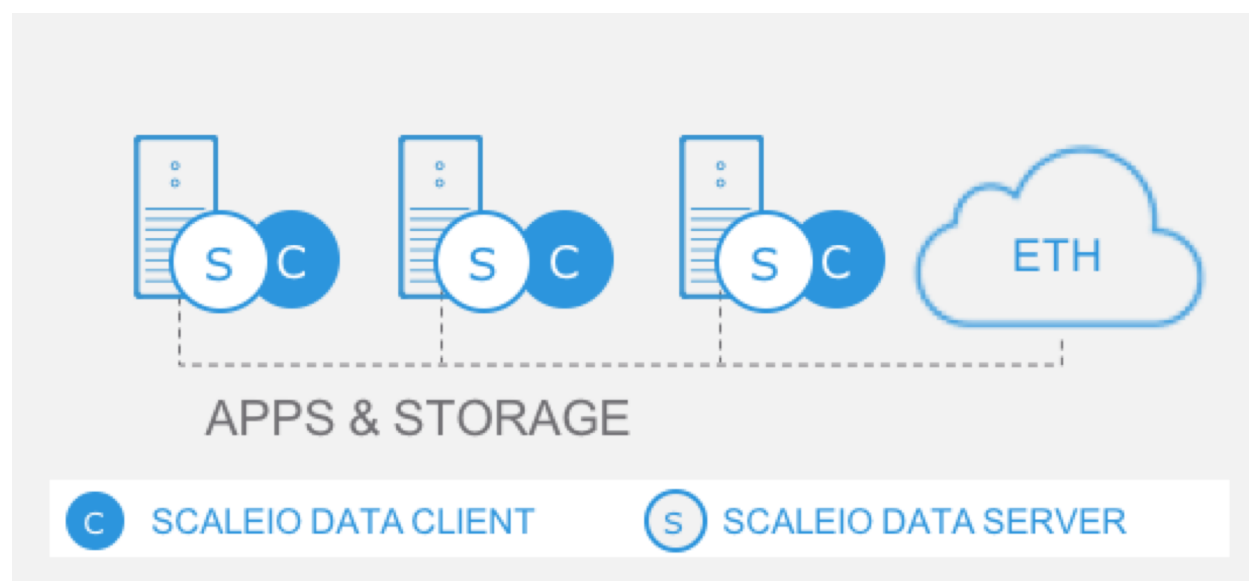 S C S C S C ETH
APPS & STORAGE
C SCALEIO DATA CLIENT S SCALEIO DATA SERVER